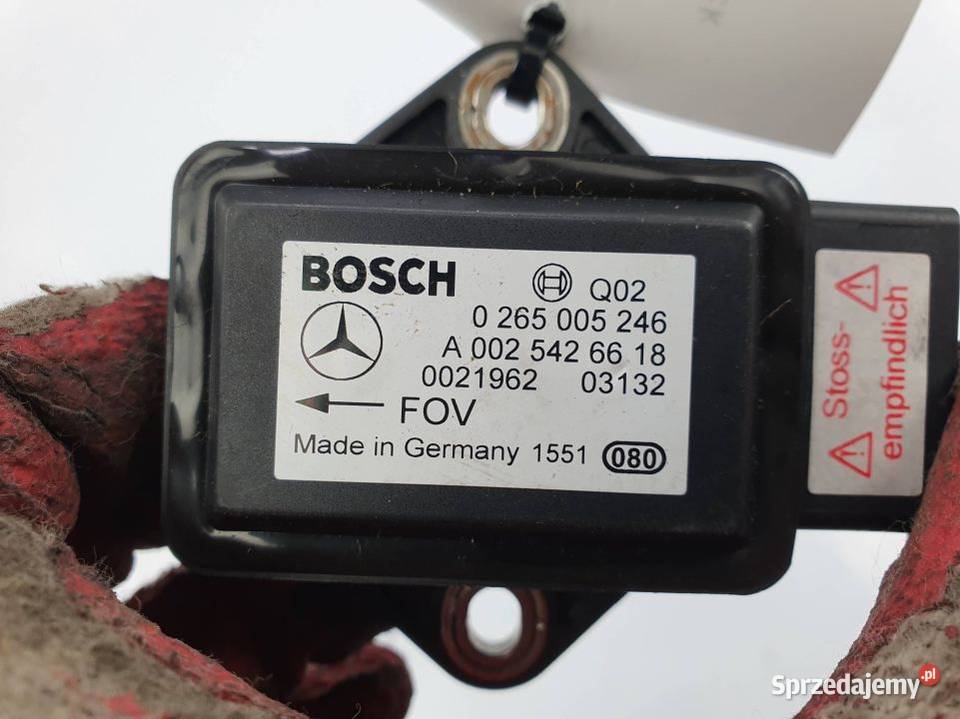 BOSCH
Q02
0 265 005 246
A 002 542 66 18
0021962 03132
FOV
Made in Germany 1551 080
Stoss-
empfindlich
CK
Sprzedajemy.pl